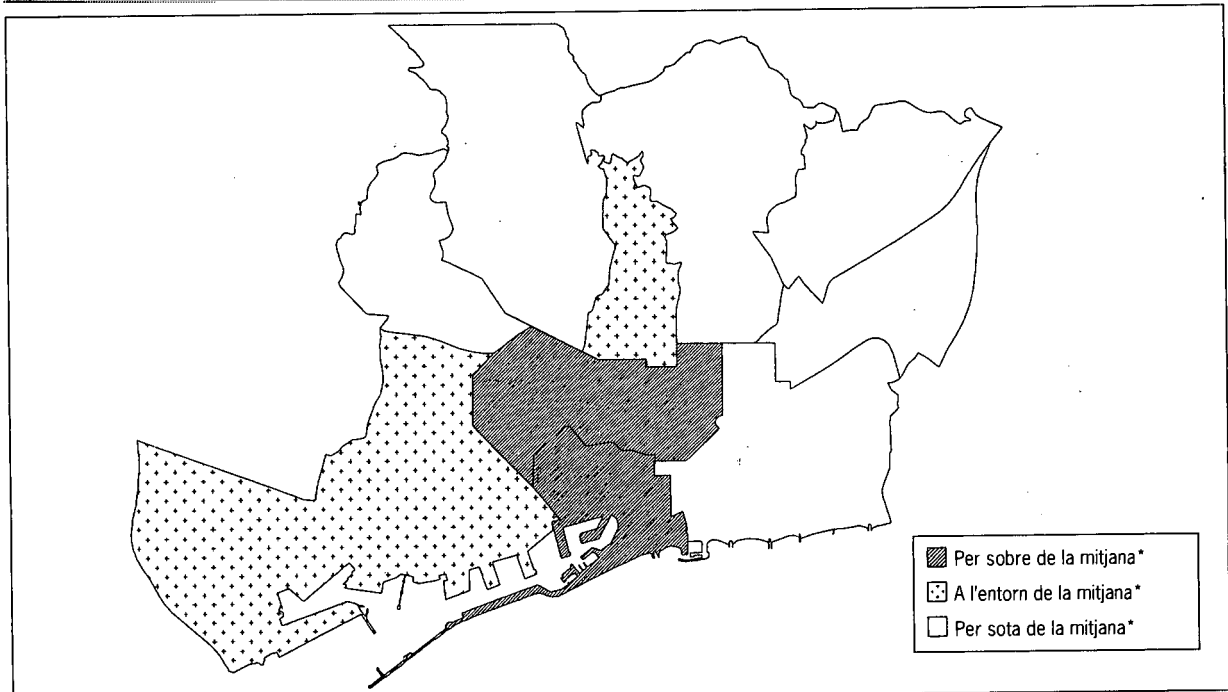 Per sobre de la mitjana*
A l'entorn de la mitjana*
Per sota de la mitjana*